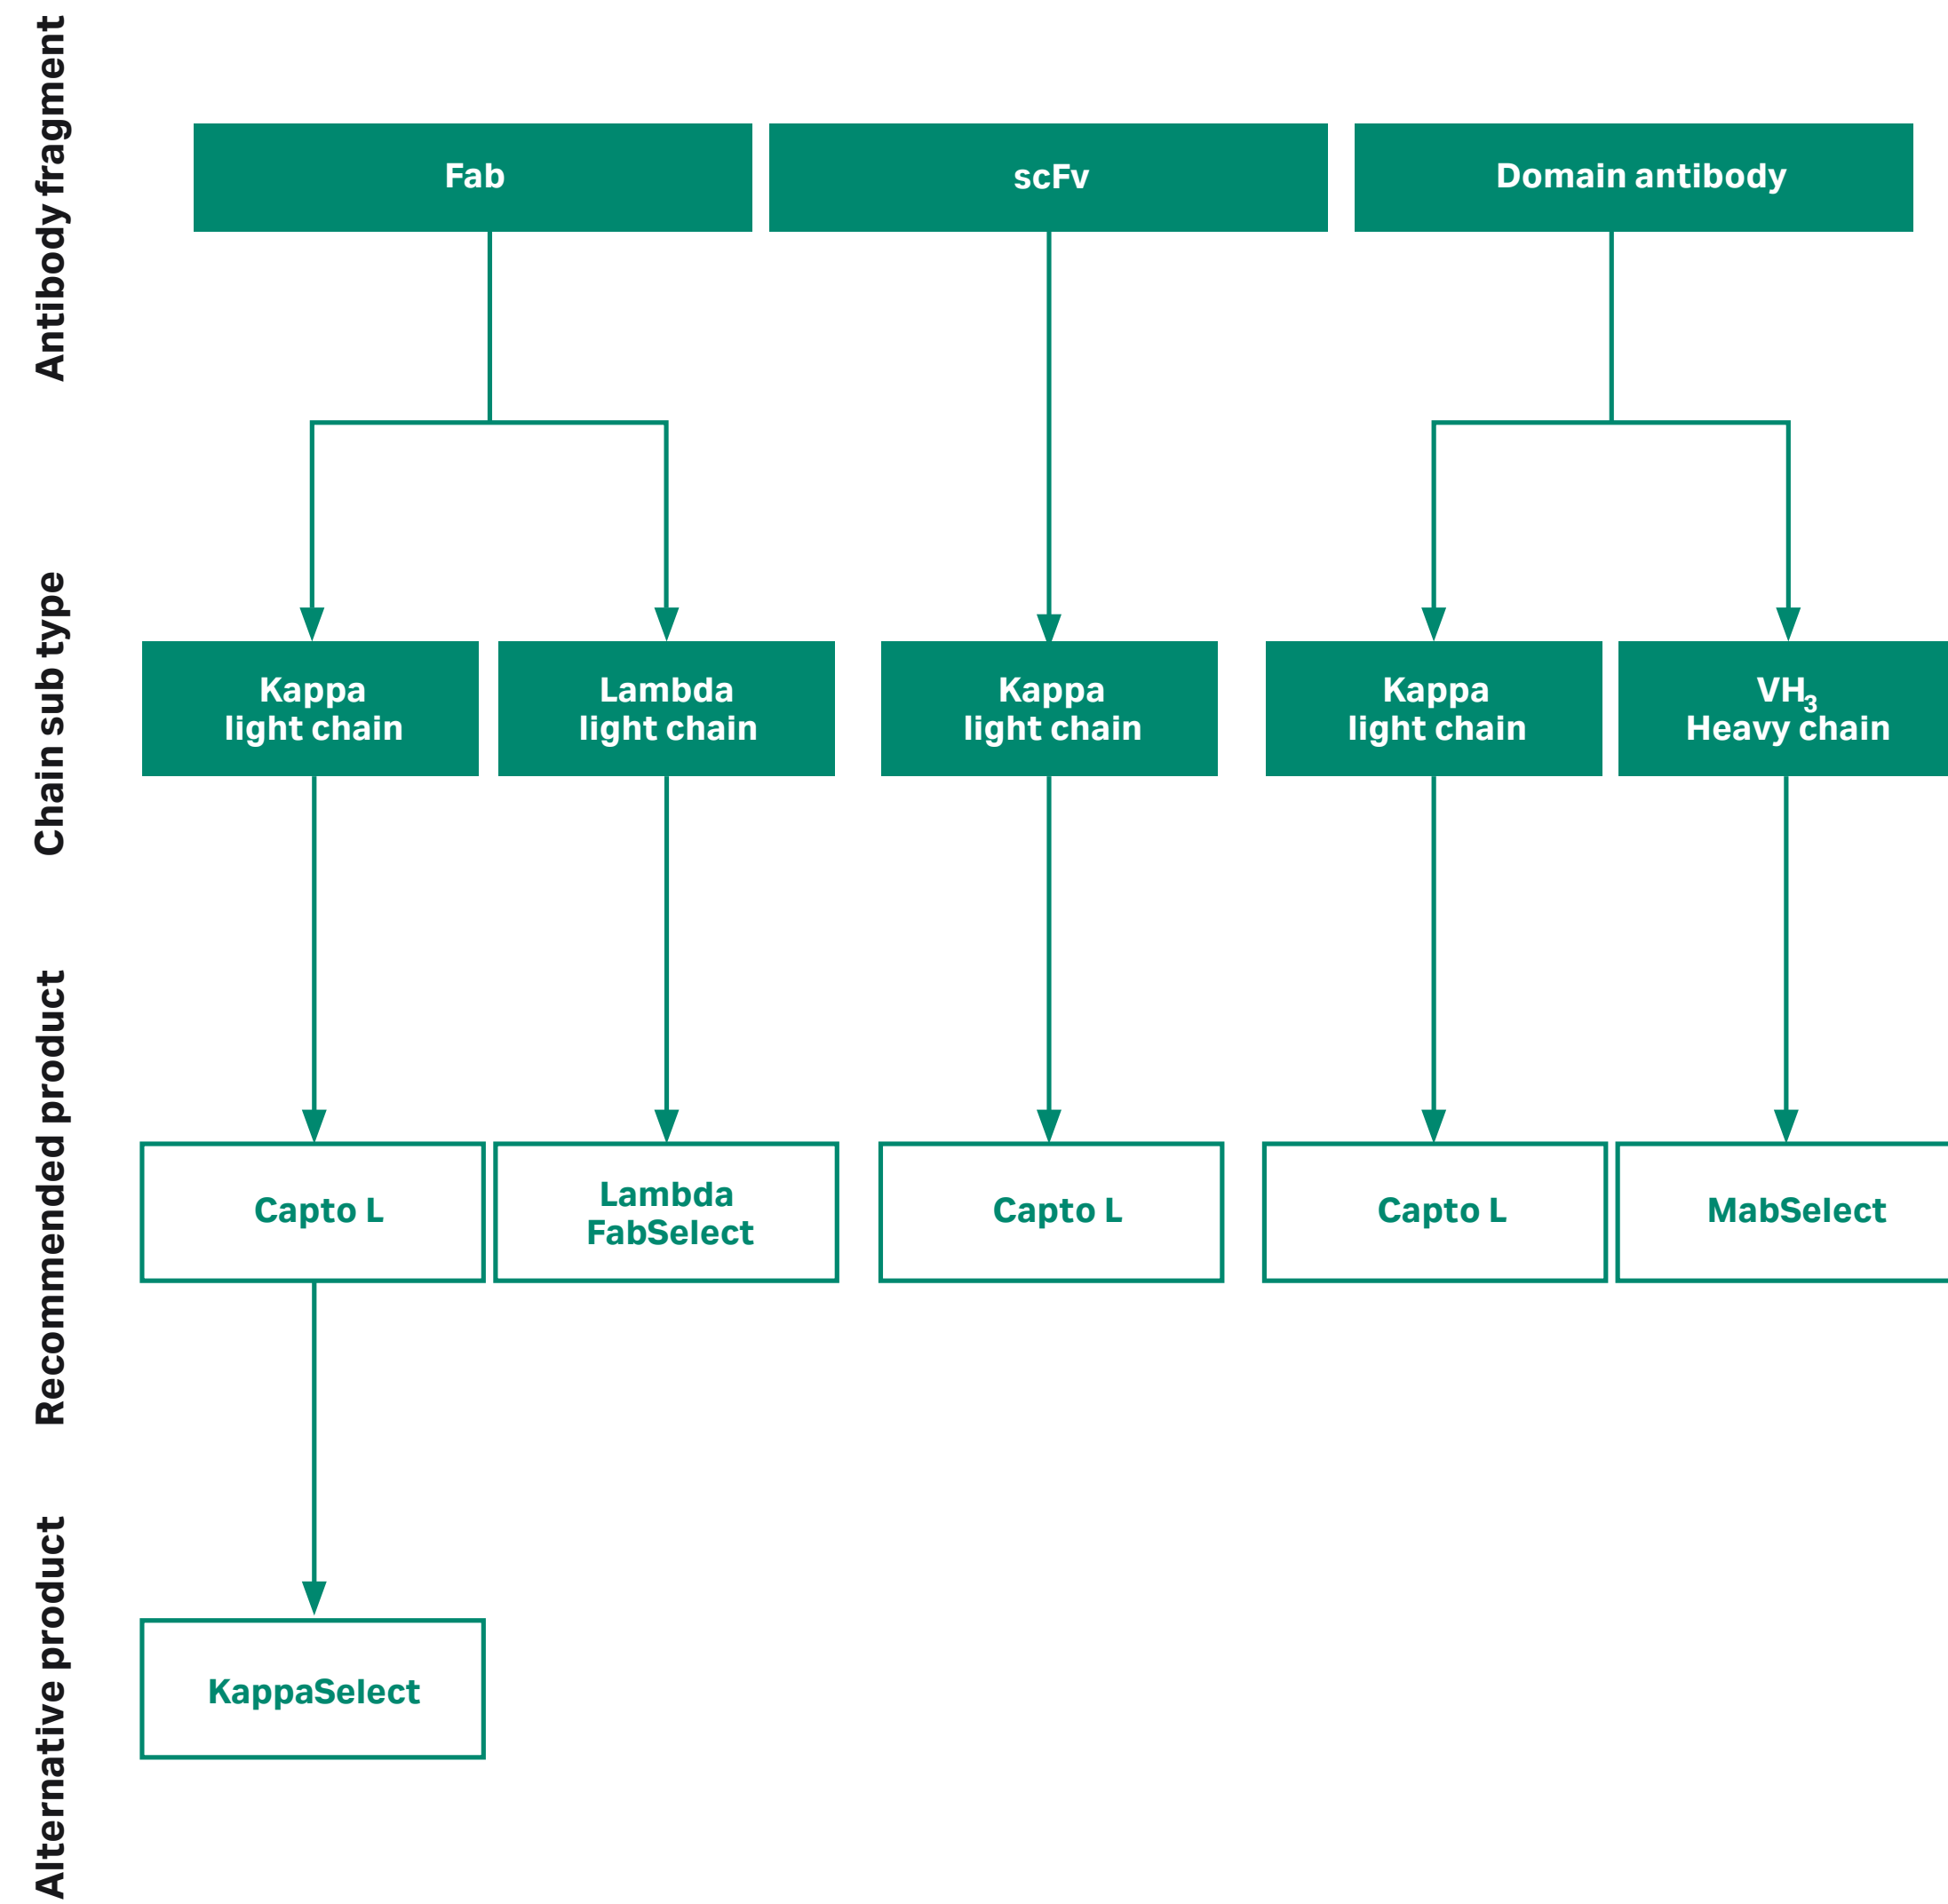 Antibody fragment
Fab
scFv
Domain antibody
Chain sub type
Kappa
light chain
Lambda
light chain
Kappa
light chain
Kappa
light chain
VH3
Heavy chain
Recommended product
Capto L
Lambda
FabSelect
Capto L
Capto L
MabSelect
Alternative product
KappaSelect